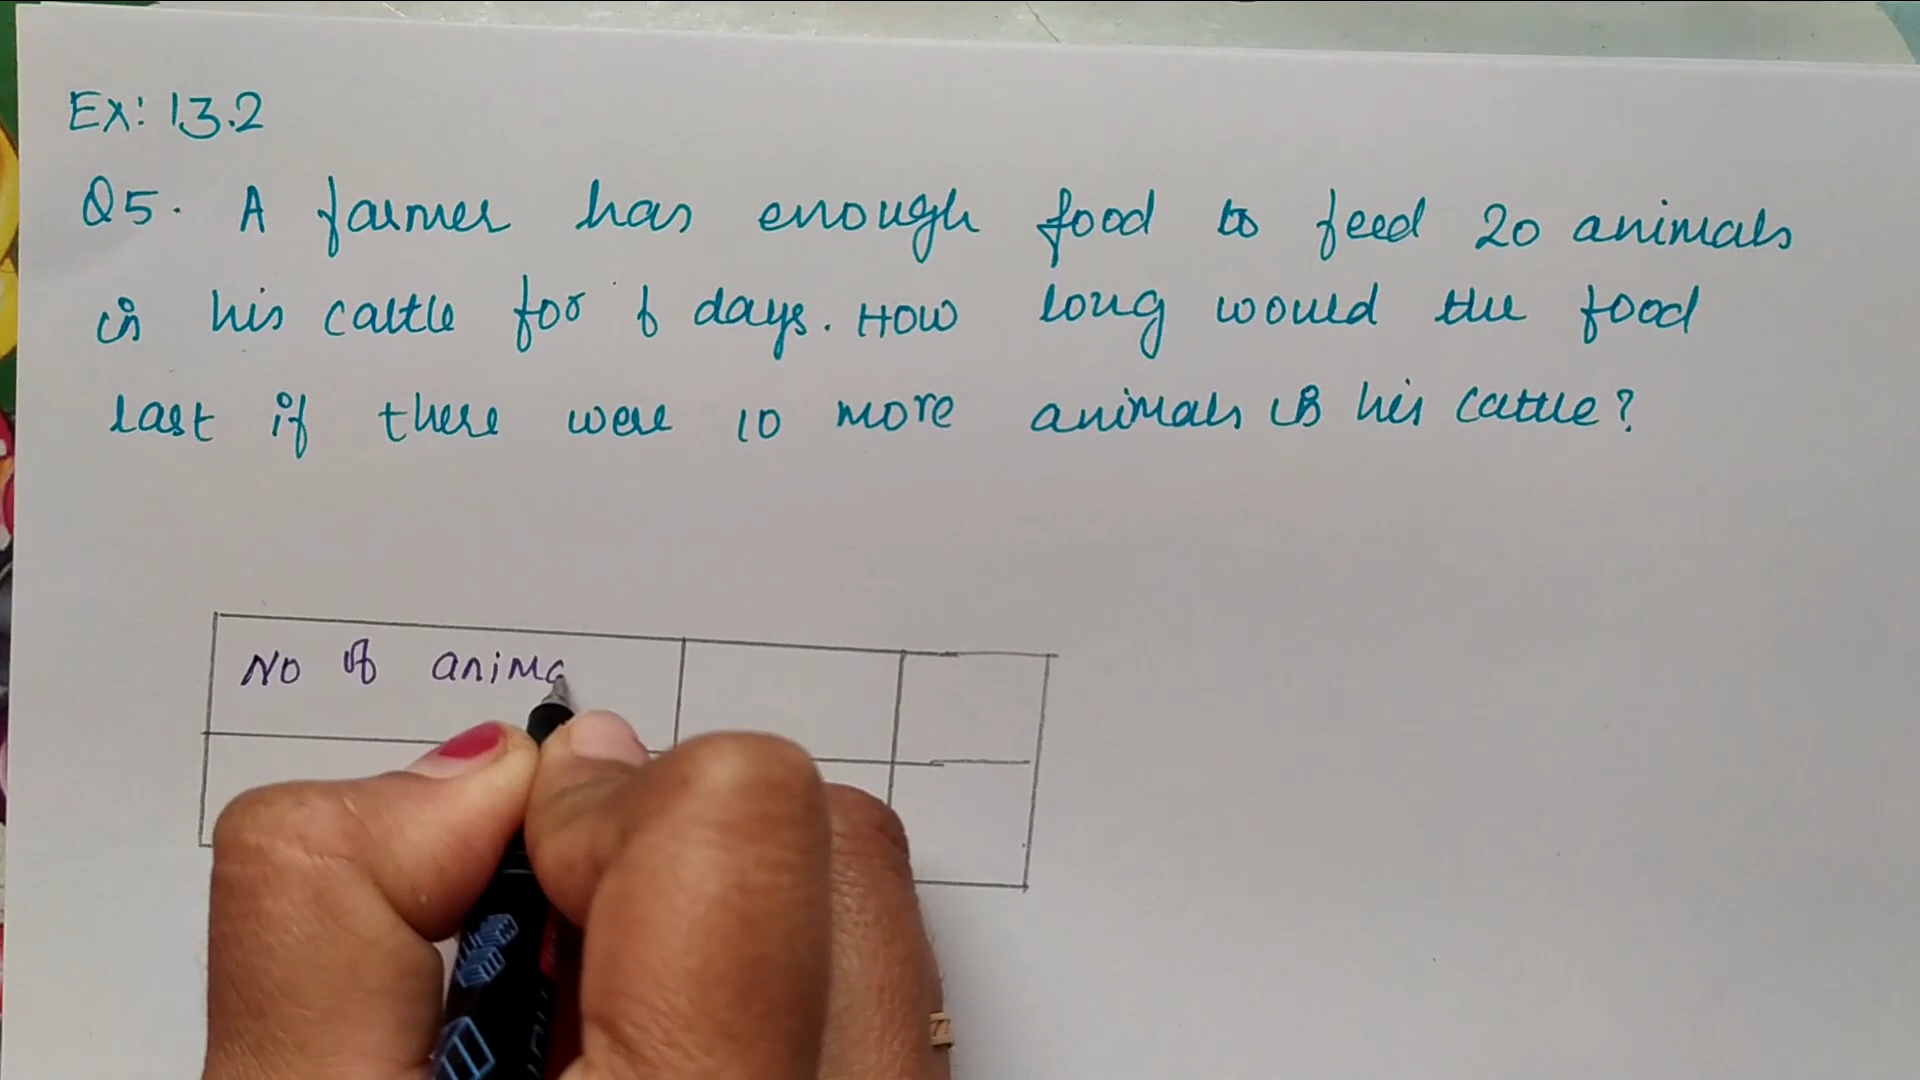 Ex: 13.2
Q5. A farmer has enough food to feed 20 animals
in his cattle for 6 days. How long would the food
last if there were 10 more animals in his cattle?
No of anima